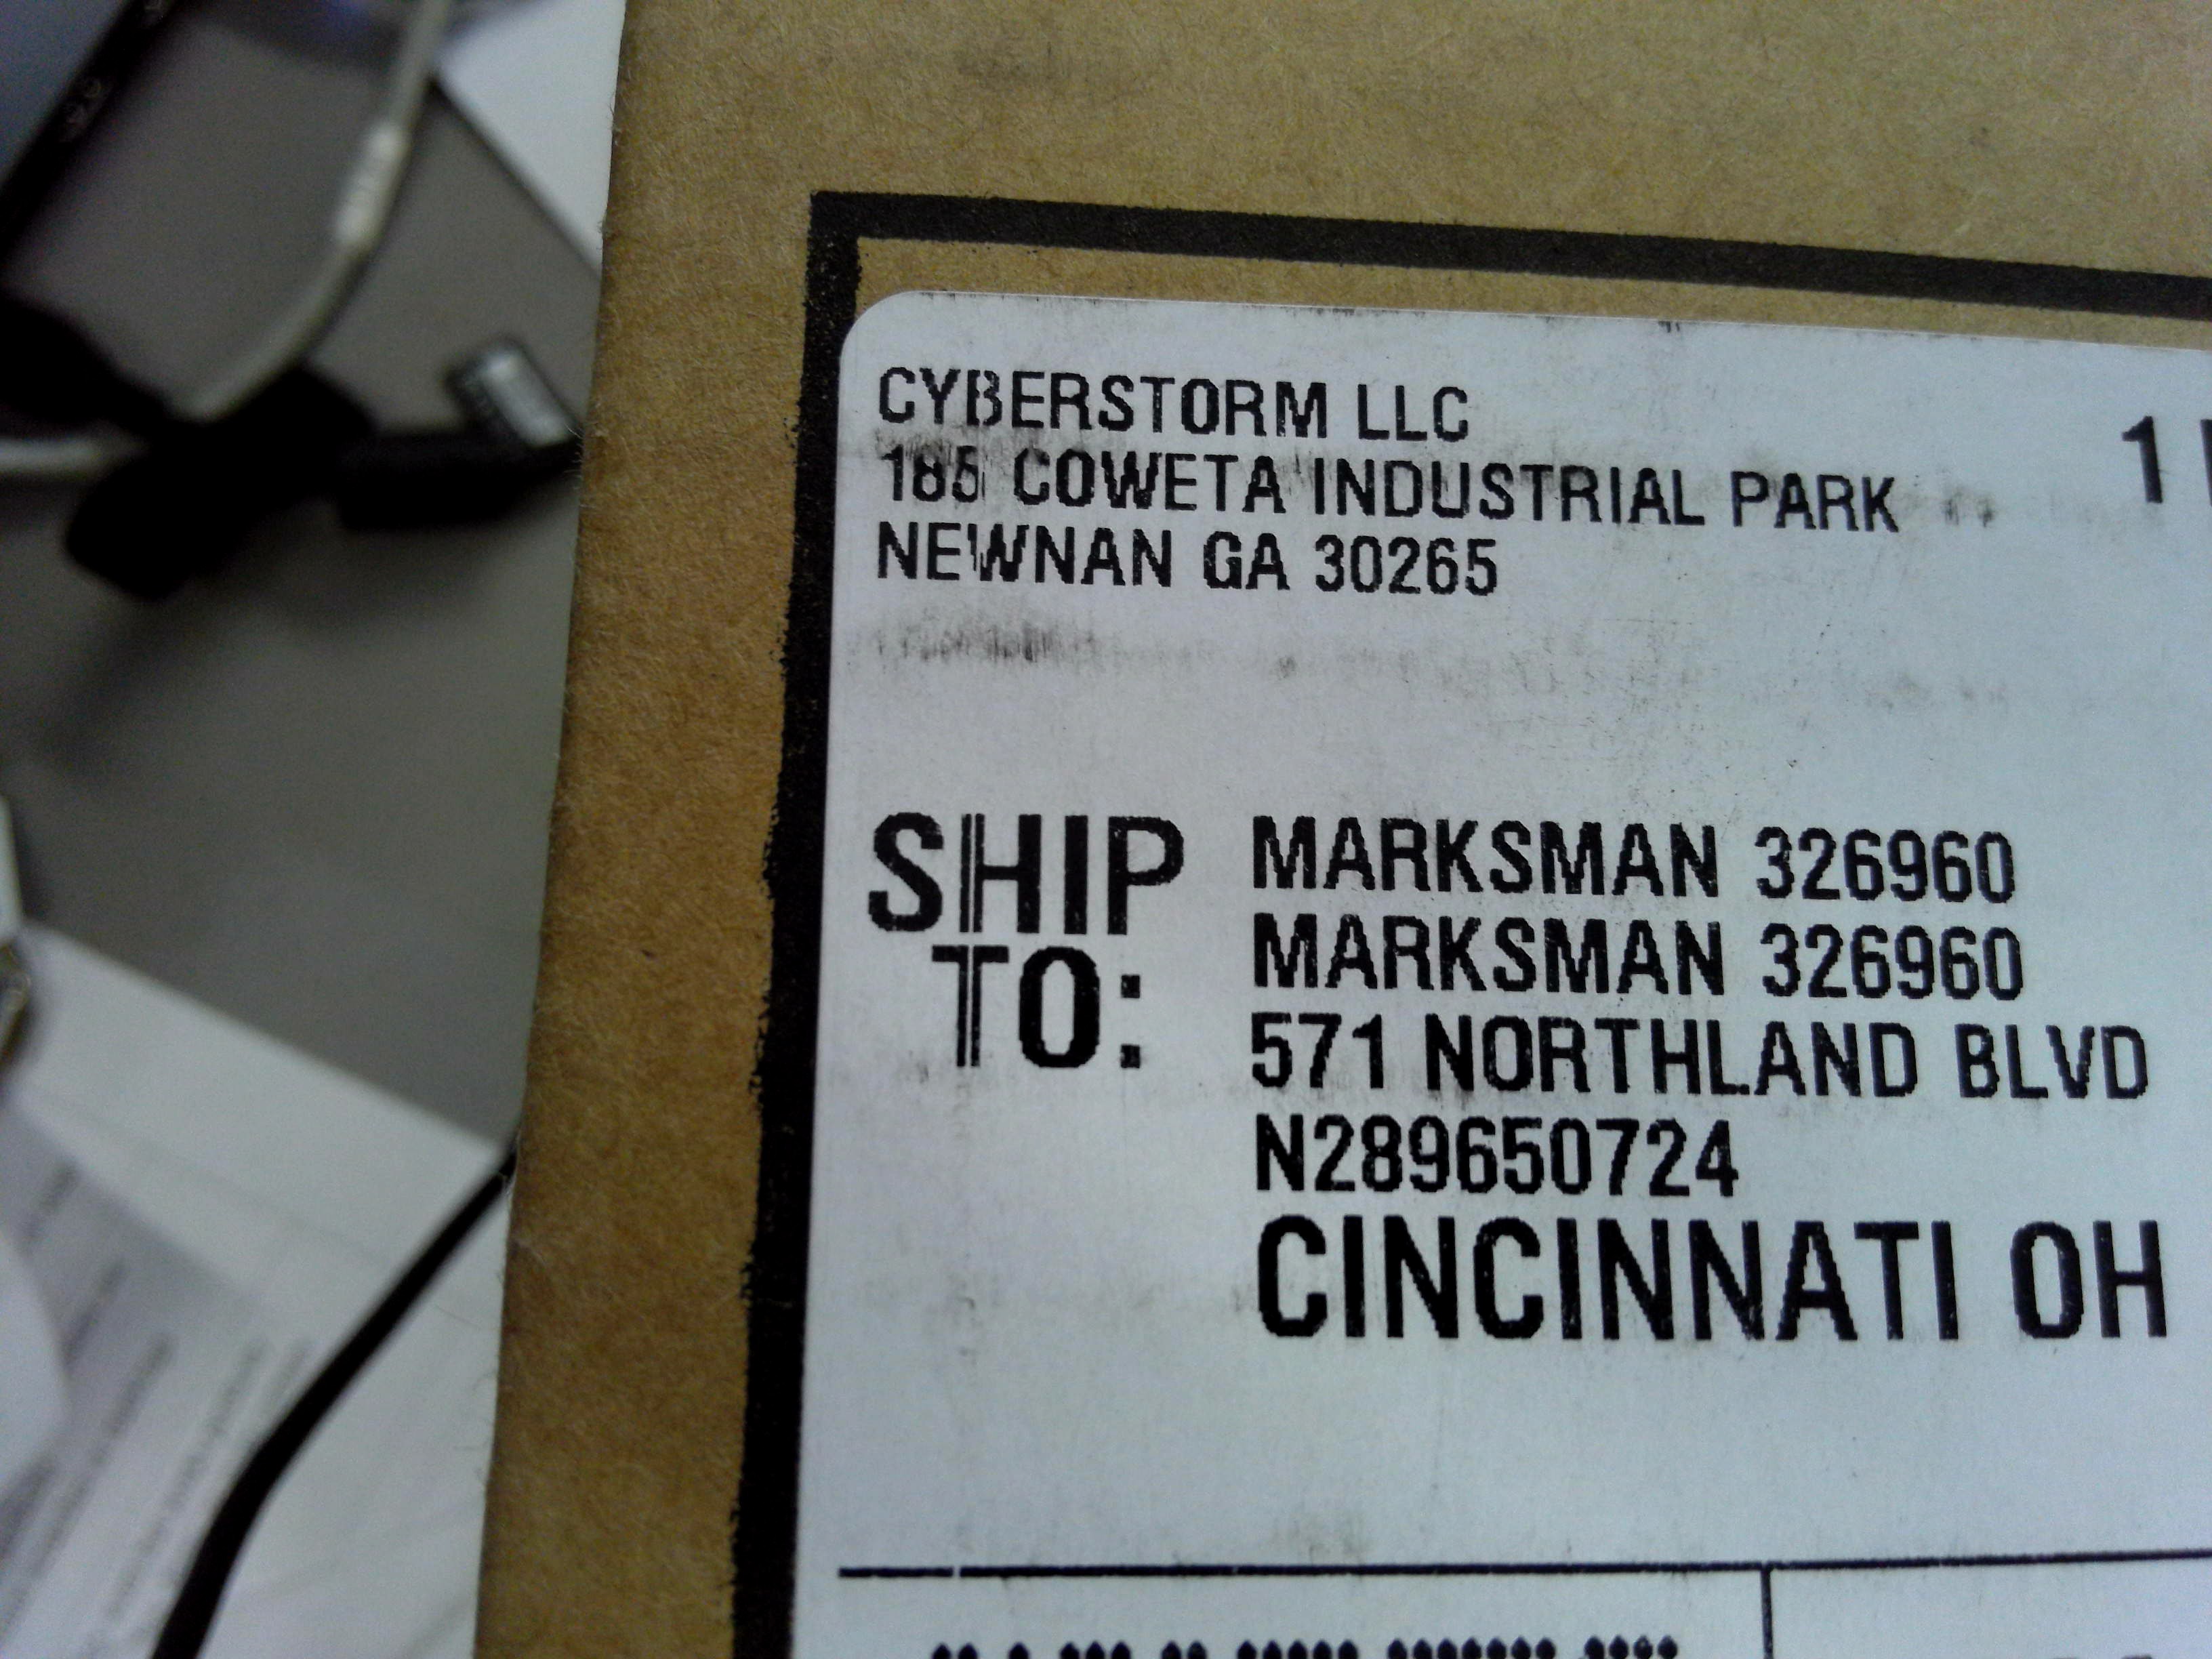 CYBERSTORM LLC
185 COWETA INDUSTRIAL PARK
NEWNAN GA 30265
1
SHIP TO:
MARKSMAN 326960
MARKSMAN 326960
571 NORTHLAND BLVD
N289650724
CINCINNATI OH